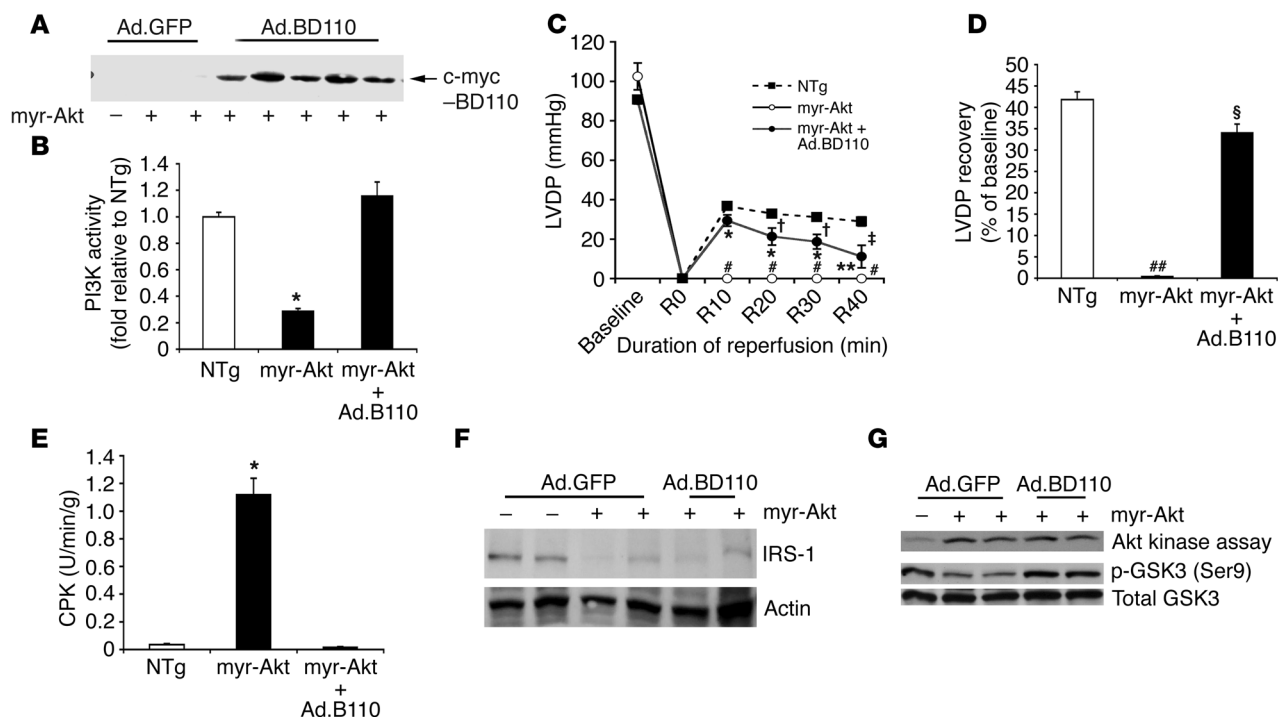 A
Ad.GFP Ad.BD110
c-myc
–BD110
myr-Akt – + + + + + + +
B
PI3K activity
(fold relative to NTg)
1.4
1.2
1.0
0.8
0.6
0.4
0.2
0
*
NTg myr-Akt myr-Akt
+
Ad.B110
C
LVDP (mmHg)
120
100
80
60
40
20
0
NTg
myr-Akt
myr-Akt +
Ad.BD110
* * * **
† † ‡
# # # #
Baseline R0 R10 R20 R30 R40
Duration of reperfusion (min)
D
LVDP recovery
(% of baseline)
50
45
40
35
30
25
20
15
10
5
0
## §
NTg myr-Akt myr-Akt
+
Ad.B110
E
CPK (U/min/g)
1.4
1.2
1.0
0.8
0.6
0.4
0.2
0
*
NTg myr-Akt myr-Akt
+
Ad.B110
F
Ad.GFP Ad.BD110
– – + + + + myr-Akt
IRS-1
Actin
G
Ad.GFP Ad.BD110
– + + + + myr-Akt
Akt kinase assay
p-GSK3 (Ser9)
Total GSK3